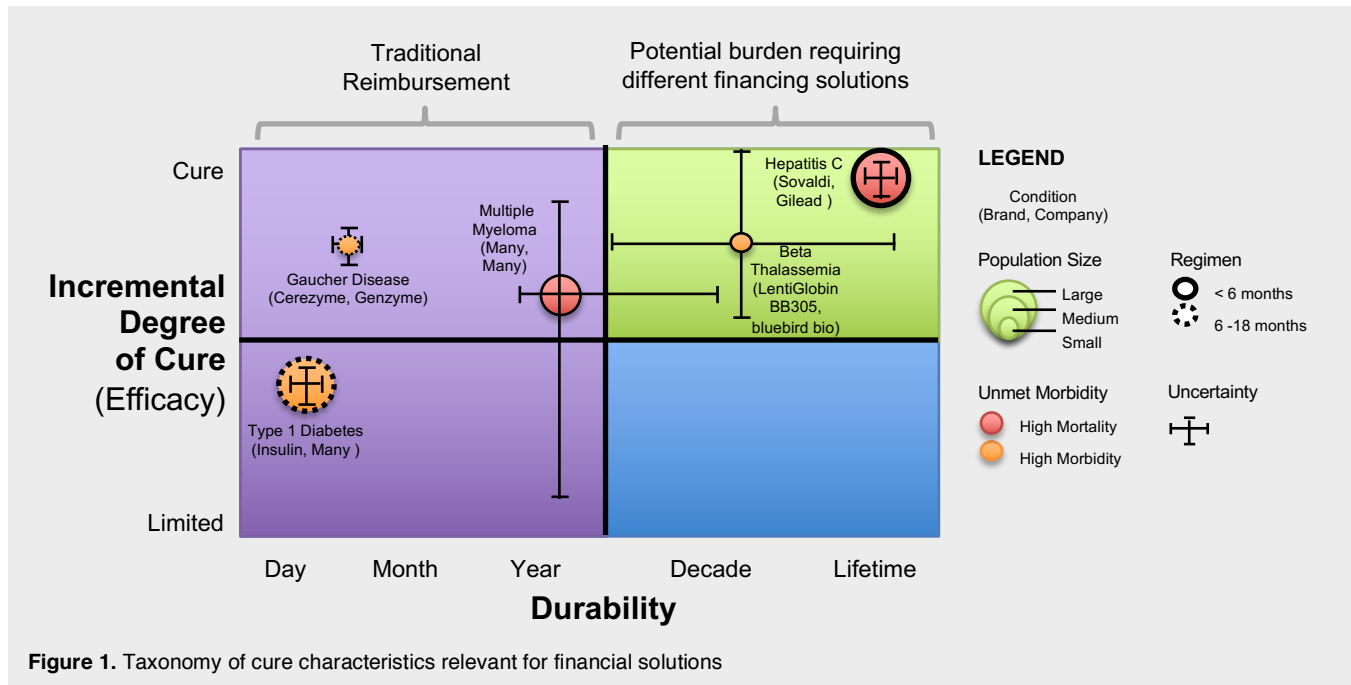 Traditional
Reimbursement
Potential burden requiring
different financing solutions
Cure
Incremental
Degree
of Cure
(Efficacy)
Limited
Gaucher Disease
(Cerezyme, Genzyme)
Multiple
Myeloma
(Many,
Many)
Type 1 Diabetes
(Insulin, Many )
Hepatitis C
(Sovaldi,
Gilead )
Beta
Thalassemia
(LentiGlobin
BB305,
bluebird bio)
Day
Month
Year
Decade
Lifetime
Durability
LEGEND
Condition
(Brand, Company)
Population Size
Large
Medium
Small
Regimen
< 6 months
6 -18 months
Unmet Morbidity
High Mortality
High Morbidity
Uncertainty
Figure 1. Taxonomy of cure characteristics relevant for financial solutions